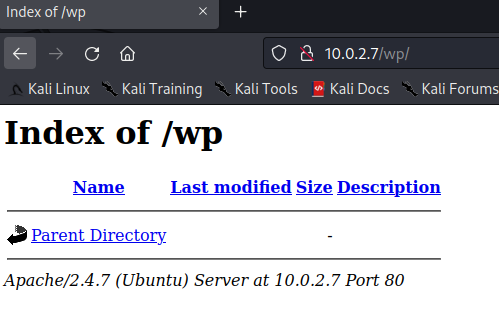 Index of /wp
10.0.2.7/wp/
Kali Linux Kali Training Kali Tools Kali Docs Kali Forums
Index of /wp
Name Last modified Size Description
Parent Directory -
Apache/2.4.7 (Ubuntu) Server at 10.0.2.7 Port 80